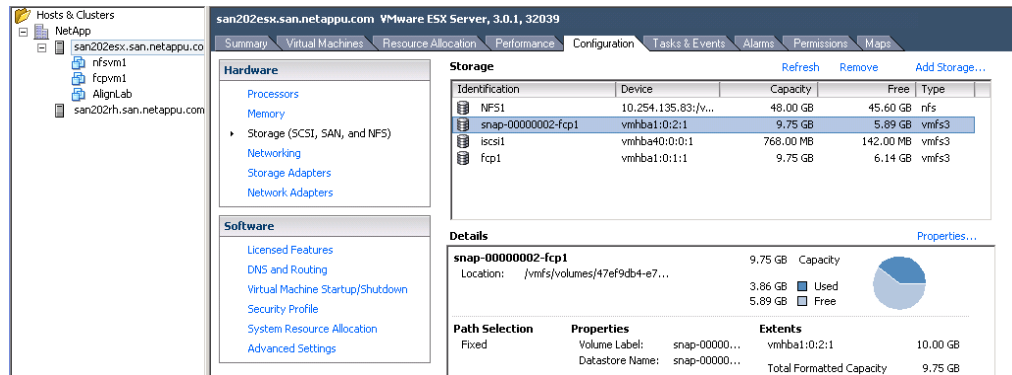 Hosts & Clusters
NetApp
san202esx.san.netappu.co
nfsvm1
fcpvm1
AlignLab
san202rh.san.netappu.com
san202esx.san.netappu.com VMware ESX Server, 3.0.1, 32039
Summary Virtual Machines Resource Allocation Performance Configuration Tasks & Events Alarms Permissions Maps
Hardware
Processors
Memory
Storage (SCSI, SAN, and NFS)
Networking
Storage Adapters
Network Adapters
Software
Licensed Features
DNS and Routing
Virtual Machine Startup/Shutdown
Security Profile
System Resource Allocation
Advanced Settings
Storage Refresh Remove Add Storage...
Identification Device Capacity Free Type
NFS1 10.254.135.83:/v... 48.00 GB 45.60 GB nfs
snap-00000002-fcp1 vmhba1:0:2:1 9.75 GB 5.89 GB vmfs3
iscsi1 vmhba40:0:0:1 768.00 MB 142.00 MB vmfs3
fcp1 vmhba1:0:1:1 9.75 GB 6.14 GB vmfs3
Details Properties...
snap-00000002-fcp1 9.75 GB Capacity
Location: /vmfs/volumes/47ef9db4-e7...
3.86 GB Used
5.89 GB Free
Path Selection Properties Extents
Fixed Volume Label: snap-00000... vmhba1:0:2:1 10.00 GB
Datastore Name: snap-00000...
Total Formatted Capacity 9.75 GB